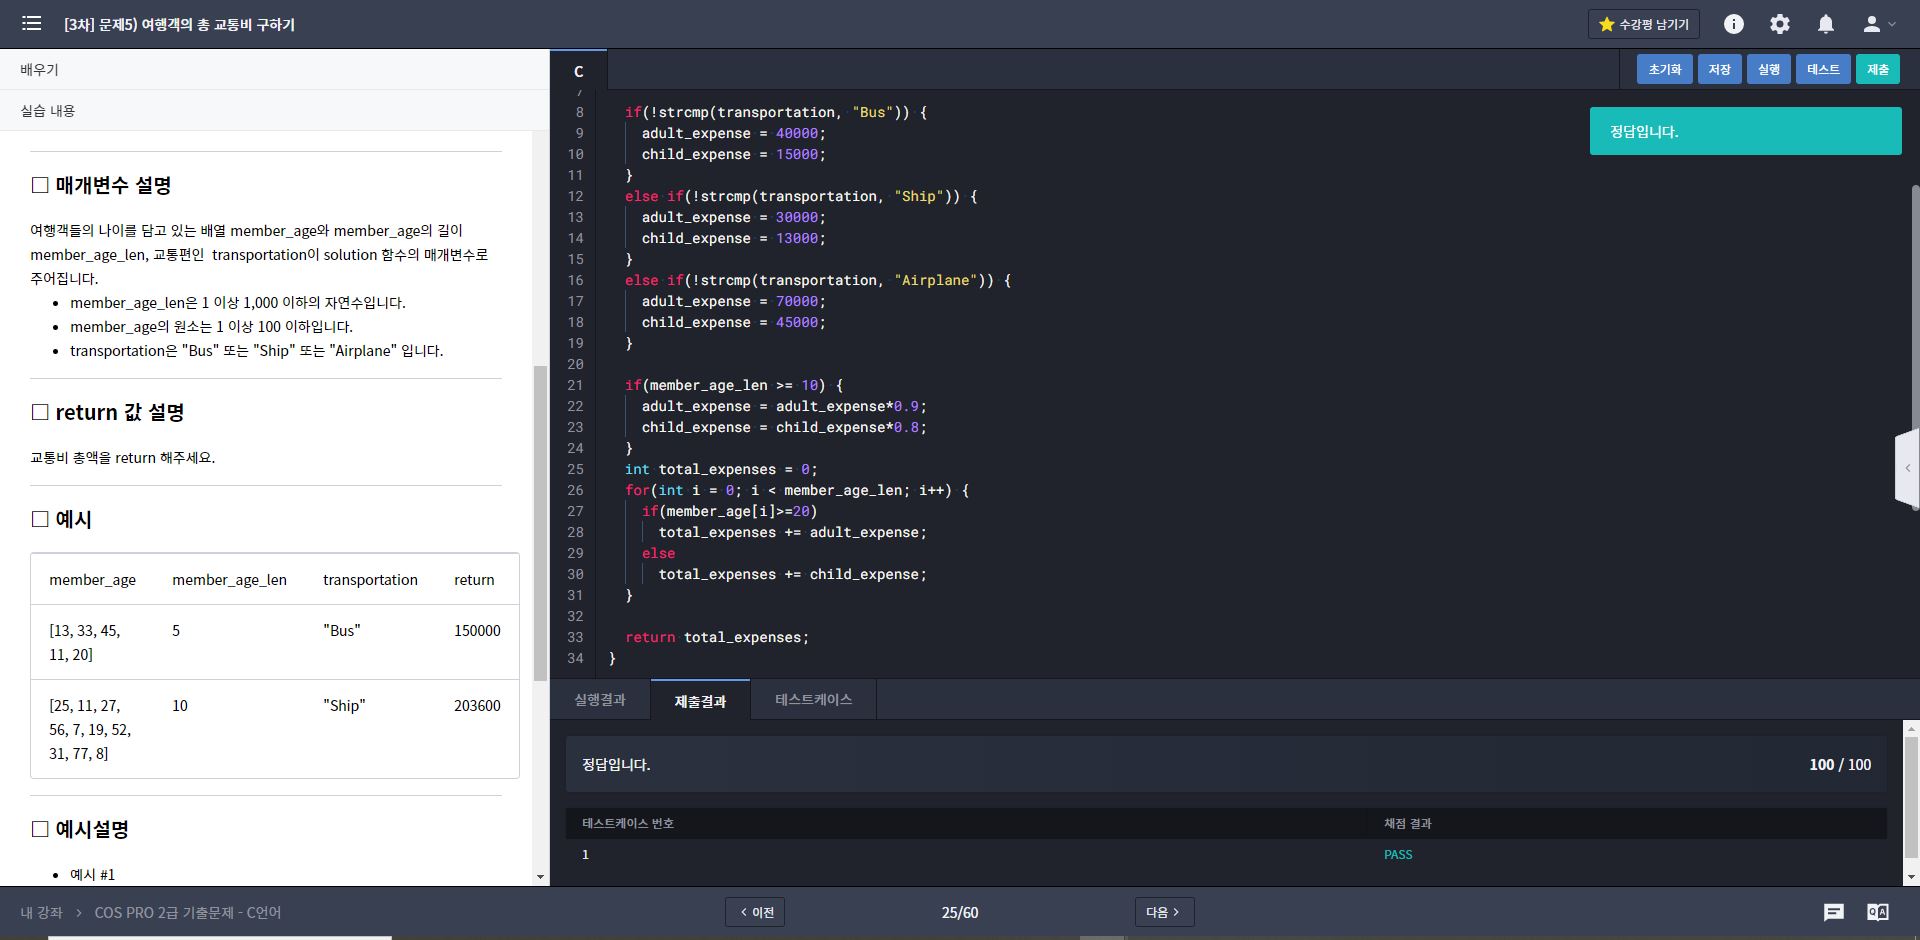 [3차] 문제5) 여행객의 총 교통비 구하기
수강평 남기기
배우기
실습 내용
매개변수 설명
여행객들의 나이를 담고 있는 배열 member_age와 member_age의 길이
member_age_len, 교통편인 transportation이 solution 함수의 매개변수로
주어집니다.
member_age_len은 1 이상 1,000 이하의 자연수입니다.
member_age의 원소는 1 이상 100 이하입니다.
transportation은 "Bus" 또는 "Ship" 또는 "Airplane" 입니다.
return 값 설명
교통비 총액을 return 해주세요.
예시
member_age member_age_len transportation return
[13, 33, 45, 11, 20] 5 "Bus" 150000
[25, 11, 27, 56, 7, 19, 52, 31, 77, 8] 10 "Ship" 203600
예시설명
예시 #1
C
초기화 저장 실행 테스트 제출
정답입니다.
7
8 if(!strcmp(transportation, "Bus")) {
9 adult_expense = 40000;
10 child_expense = 15000;
11 }
12 else if(!strcmp(transportation, "Ship")) {
13 adult_expense = 30000;
14 child_expense = 13000;
15 }
16 else if(!strcmp(transportation, "Airplane")) {
17 adult_expense = 70000;
18 child_expense = 45000;
19 }
20
21 if(member_age_len >= 10) {
22 adult_expense = adult_expense*0.9;
23 child_expense = child_expense*0.8;
24 }
25 int total_expenses = 0;
26 for(int i = 0; i < member_age_len; i++) {
27 if(member_age[i]>=20)
28 total_expenses += adult_expense;
29 else
30 total_expenses += child_expense;
31 }
32
33 return total_expenses;
34 }
실행결과 제출결과 테스트케이스
정답입니다. 100 / 100
테스트케이스 번호 채점 결과
1 PASS
내 강좌 > COS PRO 2급 기출문제 - C언어
< 이전
25/60
다음 >
Q A